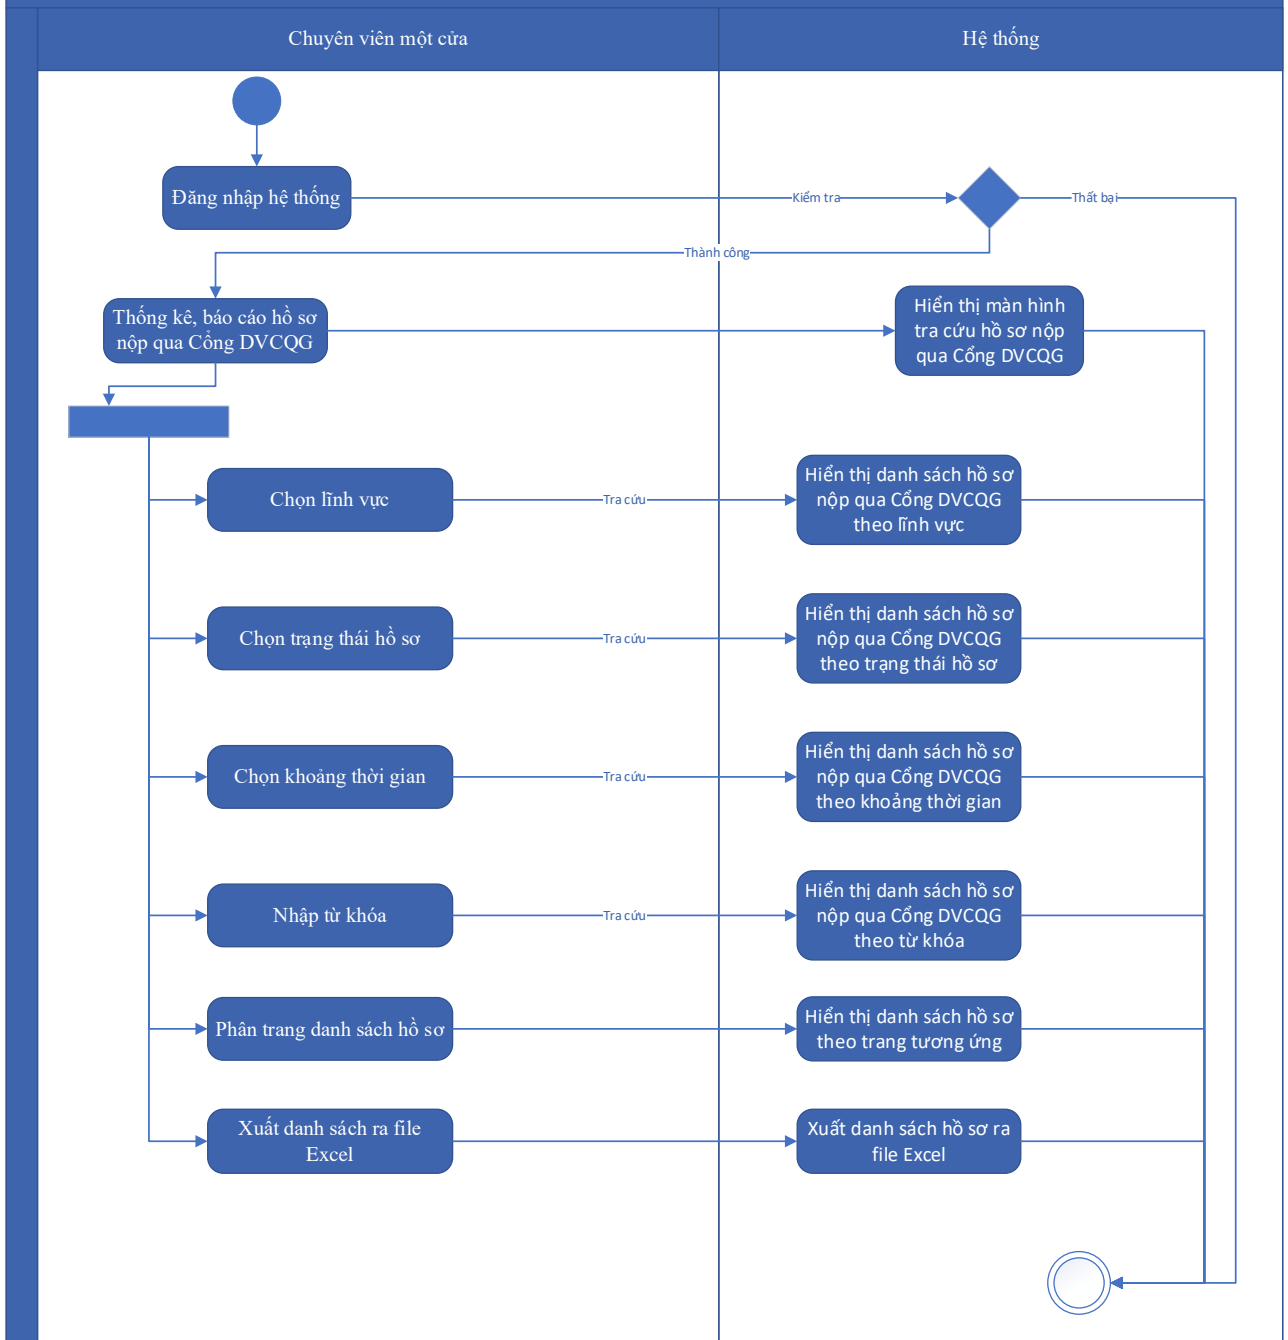 Chuyên viên một cửa
Hệ thống
Đăng nhập hệ thống
Kiểm tra
Thất bại
Thành công
Thống kê, báo cáo hồ sơ
nộp qua Cổng DVCQG
Hiển thị màn hình
tra cứu hồ sơ nộp
qua Cổng DVCQG
Chọn lĩnh vực
Tra cứu
Hiển thị danh sách hồ sơ
nộp qua Cổng DVCQG
theo lĩnh vực
Chọn trạng thái hồ sơ
Tra cứu
Hiển thị danh sách hồ sơ
nộp qua Cổng DVCQG
theo trạng thái hồ sơ
Chọn khoảng thời gian
Tra cứu
Hiển thị danh sách hồ sơ
nộp qua Cổng DVCQG
theo khoảng thời gian
Nhập từ khóa
Tra cứu
Hiển thị danh sách hồ sơ
nộp qua Cổng DVCQG
theo từ khóa
Phân trang danh sách hồ sơ
Hiển thị danh sách hồ sơ
theo trang tương ứng
Xuất danh sách ra file
Excel
Xuất danh sách hồ sơ ra
file Excel